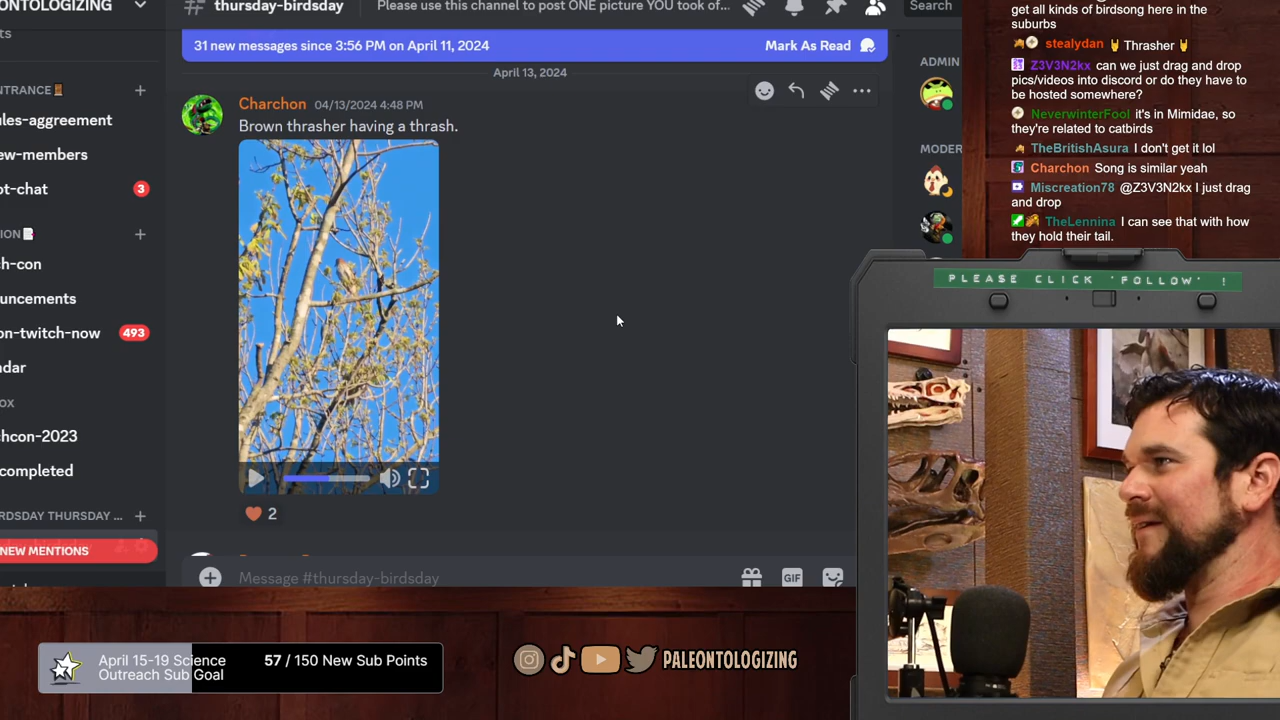 ONTOLOGIZING
thursday-birdsday
Please use this channel to post ONE picture YOU took of...
Search
ts
31 new messages since 3:56 PM on April 11, 2024
Mark As Read
April 13, 2024
NTRANCE
ules-aggreement
ew-members
ot-chat
3
Charchon 04/13/2024 4:48 PM
Brown thrasher having a thrash.
ADMIN
MODER
ION
ch-con
uncements
on-twitch-now
493
ndar
OX
chcon-2023
completed
RDSDAY THURSDAY ...
NEW MENTIONS
2
Message #thursday-birdsday
GIF
get all kinds of birdsong here in the
suburbs
stealydan Thrasher
Z3V3N2kx can we just drag and drop
pics/videos into discord or do they have to
be hosted somewhere?
NeverwinterFool it's in Mimidae, so
they're related to catbirds
TheBritishAsura I don't get it lol
Charchon Song is similar yeah
Miscreation78 @Z3V3N2kx I just drag
and drop
TheLennina I can see that with how
they hold their tail.
PLEASE CLICK 'FOLLOW' !
April 15-19 Science
Outreach Sub Goal
57 / 150 New Sub Points
PALEONTOLOGIZING